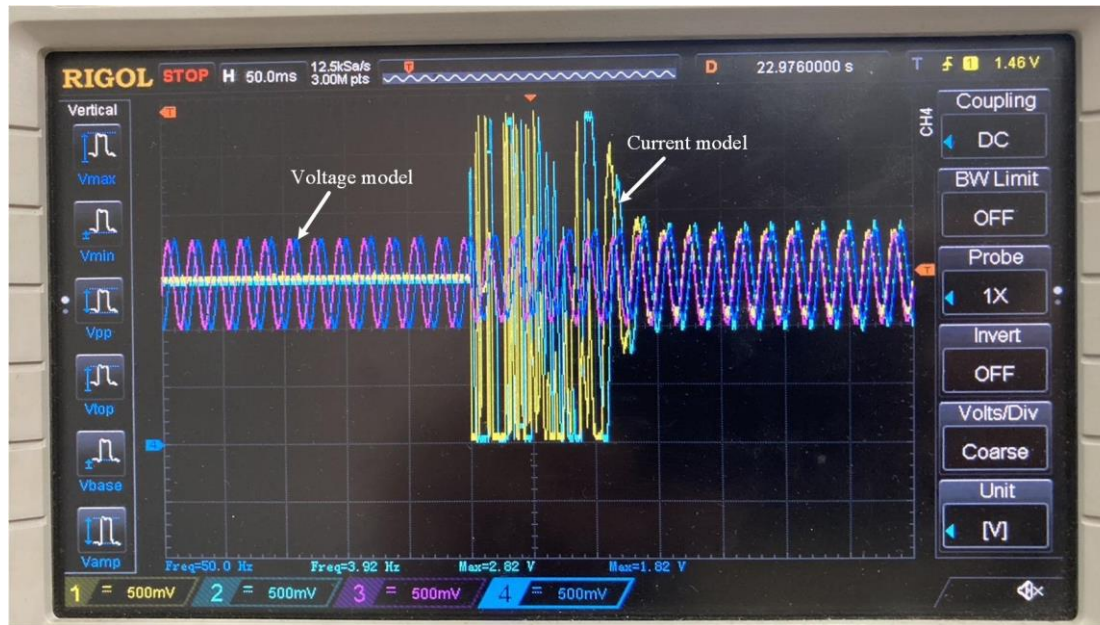 RIGOL STOP H 50.0ms 12.5kSa/s D 22.9760000 s T 1 1.46 V
3.00M pts
T
Vertical
Vmax
Vmin
Vpp
Vtop
Vbase
Vamp
T
Voltage model
Current model
T
4
CH4
Coupling
DC
BW Limit
OFF
Probe
1X
Invert
OFF
Volts/Div
Coarse
Unit
[V]
Freq=50.0 Hz Freq=3.92 Hz Max=2.82 V Max=1.82 V
1 = 500mV 2 = 500mV 3 = 500mV 4 = 500mV